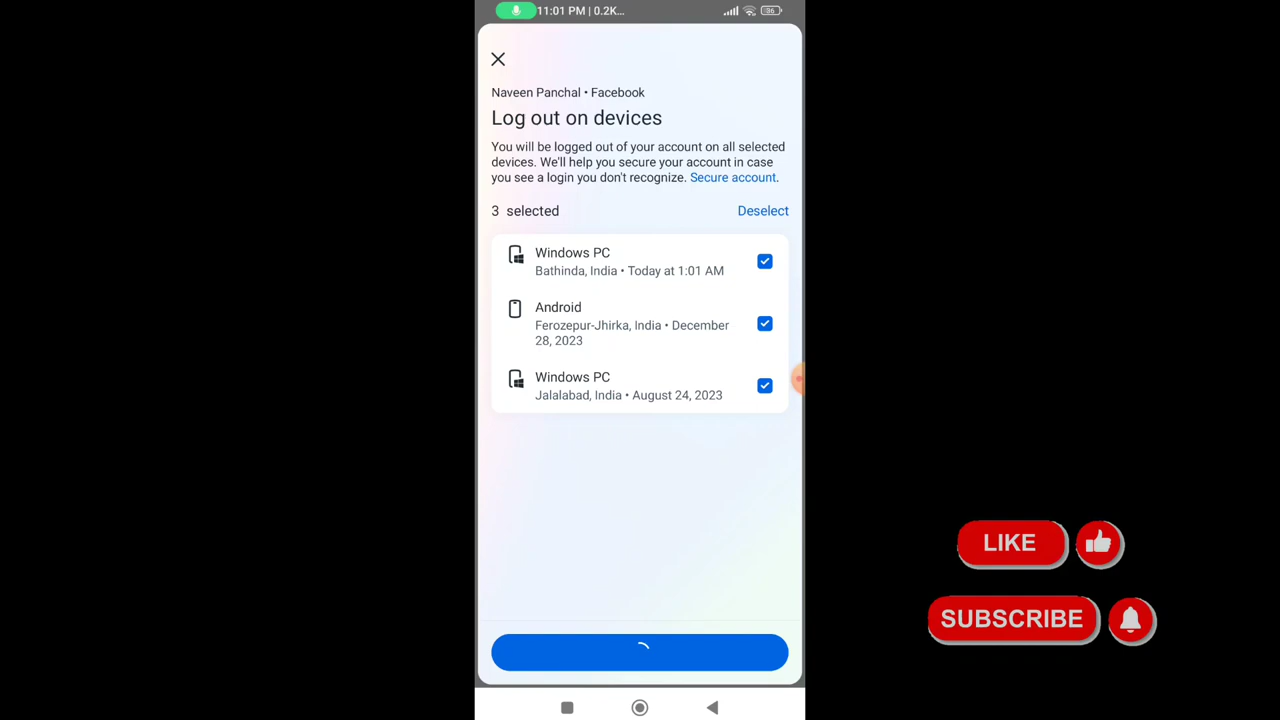 11:01 PM | 0.2K...
36
Naveen Panchal • Facebook
Log out on devices
You will be logged out of your account on all selected
devices. We'll help you secure your account in case
you see a login you don't recognize. Secure account.
3 selected
Deselect
Windows PC
Bathinda, India • Today at 1:01 AM
Android
Ferozepur-Jhirka, India • December
28, 2023
Windows PC
Jalalabad, India • August 24, 2023
LIKE
SUBSCRIBE